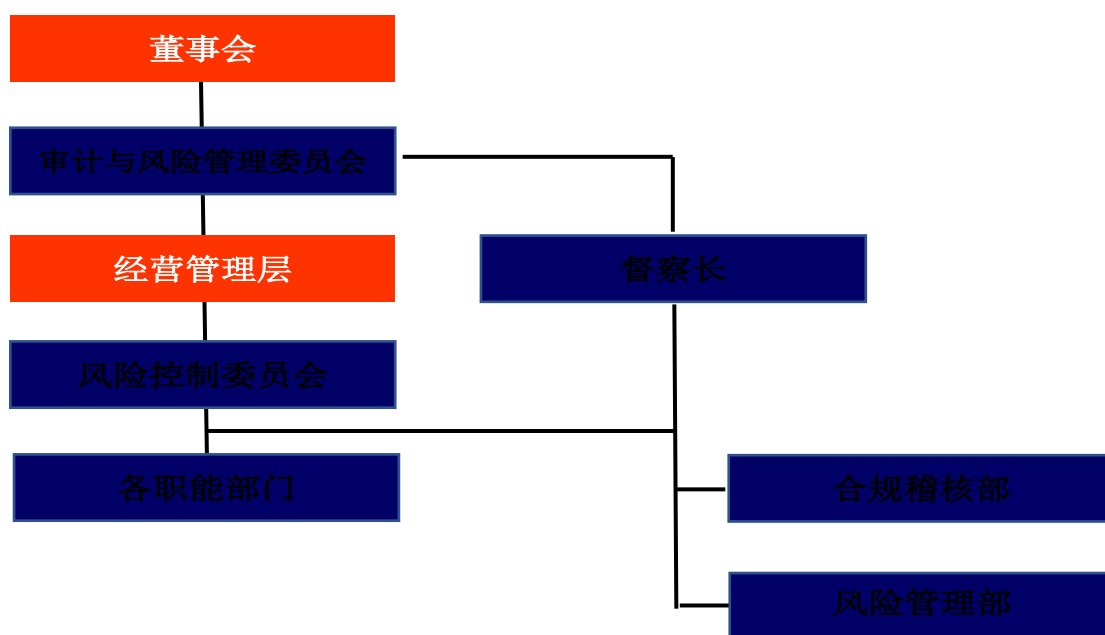 董事会
审计与风险管理委员会
经营管理层
督察长
风险控制委员会
各职能部门
合规稽核部
风险管理部